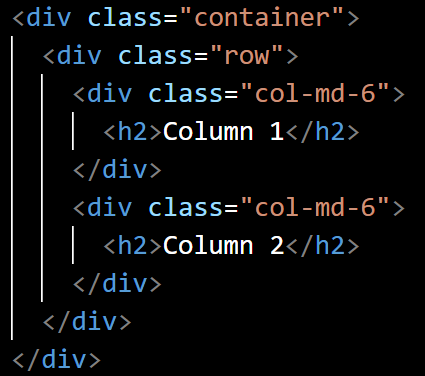 <div class="container">
  <div class="row">
    <div class="col-md-6">
      <h2>Column 1</h2>
    </div>
    <div class="col-md-6">
      <h2>Column 2</h2>
    </div>
  </div>
</div>